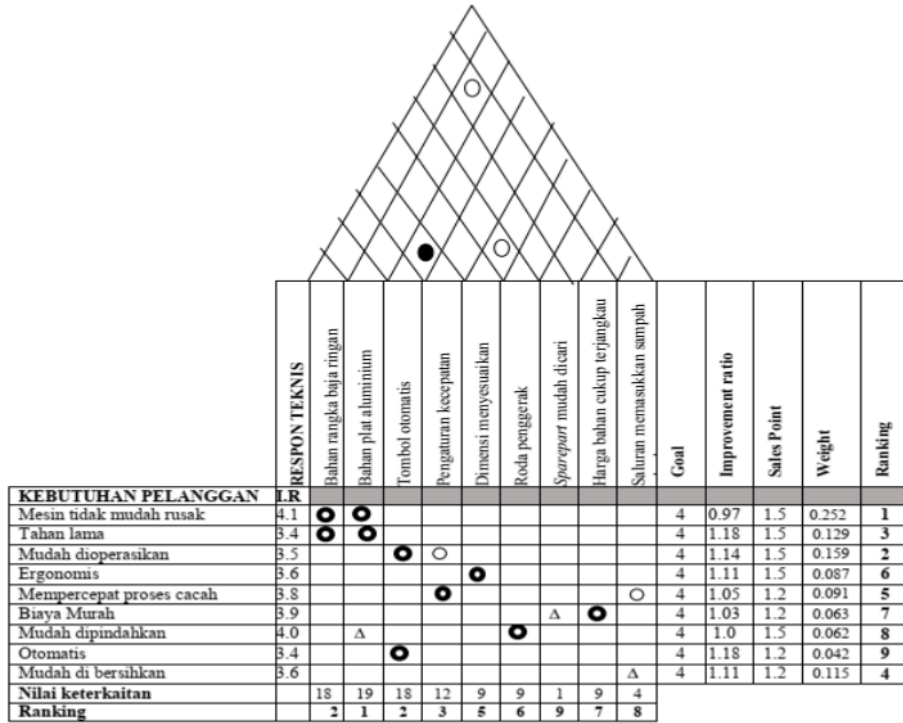 RESPON TEKNIS
Bahan rangka baja ringan
Bahan plat aluminium
Tombol otomatis
Pengaturan kecepatan
Dimensi menyesuaikan
Roda penggerak
Sparepart mudah dicari
Harga bahan cukup terjangkau
Saluran memasukkan sampah
Goal
Improvement ratio
Sales Point
Weight
Ranking
KEBUTUHAN PELANGGAN I.R
Mesin tidak mudah rusak 4.1 4 0.97 1.5 0.252 1
Tahan lama 3.4 4 1.18 1.5 0.129 3
Mudah dioperasikan 3.5 4 1.14 1.5 0.159 2
Ergonomis 3.6 4 1.11 1.5 0.087 6
Mempercepat proses cacah 3.8 4 1.05 1.2 0.091 5
Biaya Murah 3.9 Δ 4 1.03 1.2 0.063 7
Mudah dipindahkan 4.0 Δ 4 1.0 1.5 0.062 8
Otomatis 3.4 4 1.18 1.2 0.042 9
Mudah di bersihkan 3.6 Δ 4 1.11 1.2 0.115 4
Nilai keterkaitan 18 19 18 12 9 9 1 9 4
Ranking 2 1 2 3 5 6 9 7 8